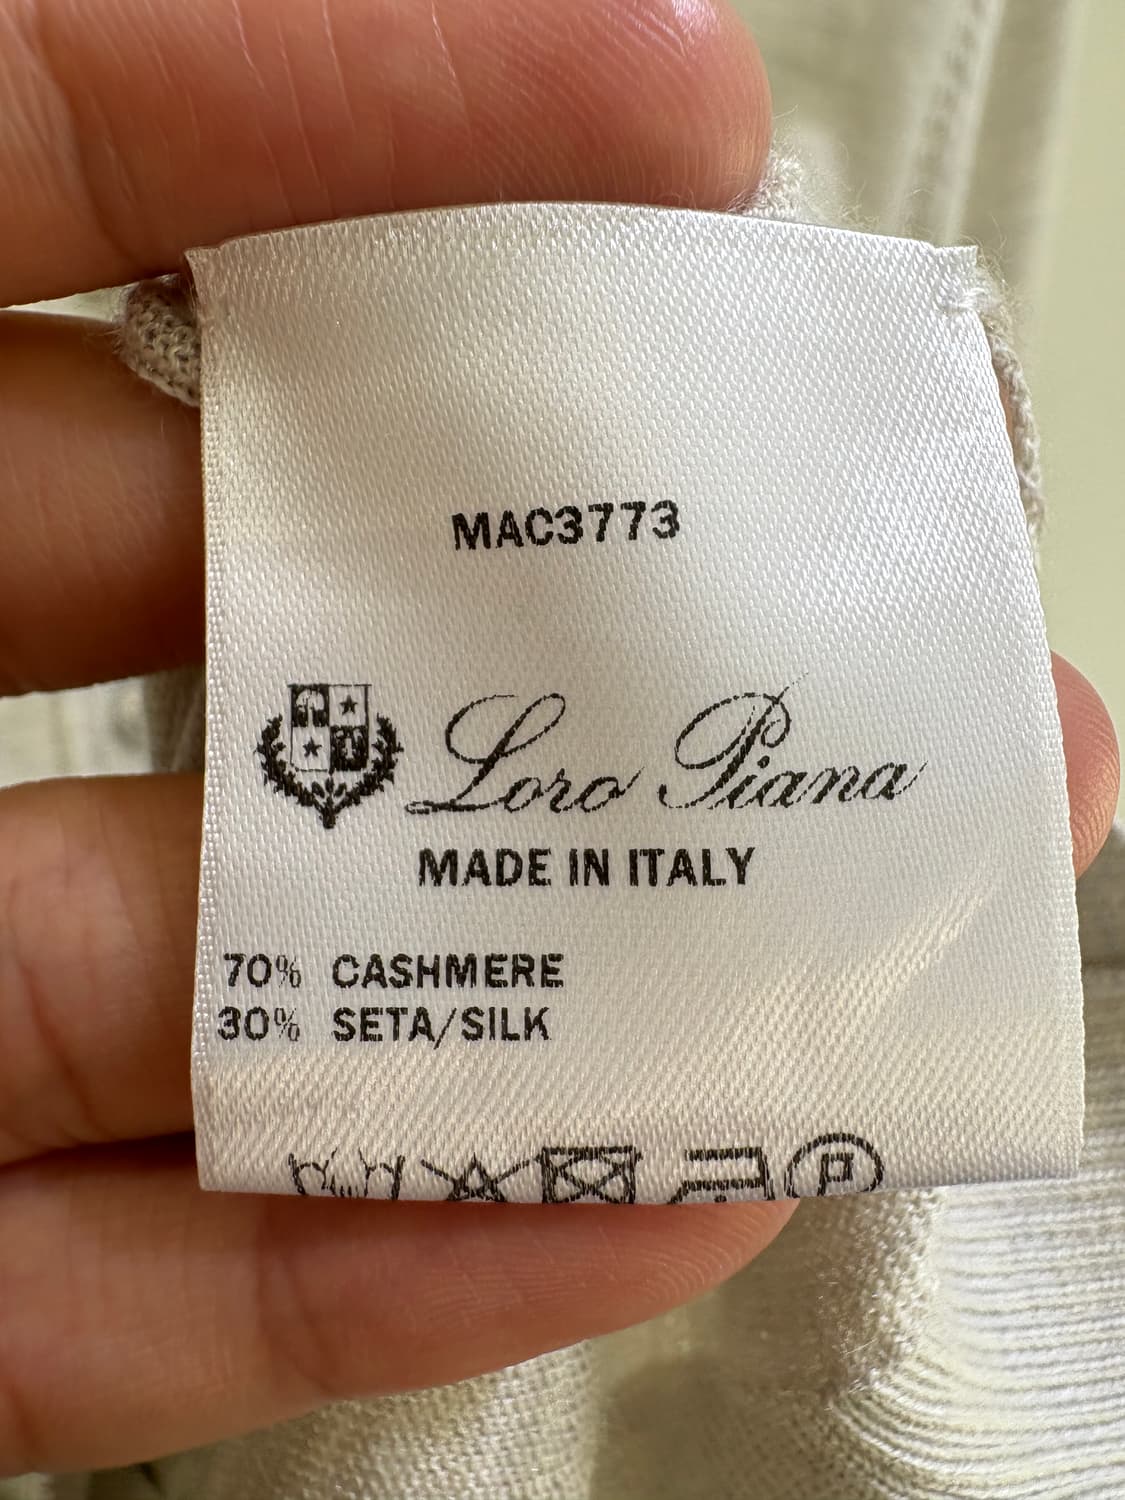 MAC3773
Loro Piana
MADE IN ITALY
70% CASHMERE
30% SETA/SILK
P